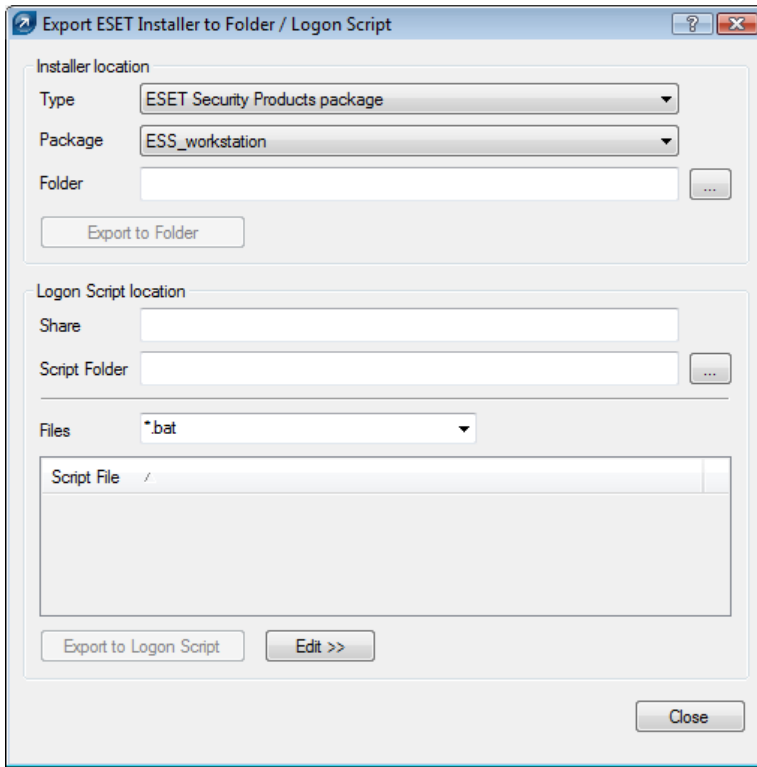 Export ESET Installer to Folder / Logon Script
Installer location
Type ESET Security Products package
Package ESS_workstation
Folder ...
Export to Folder
Logon Script location
Share
Script Folder ...
Files *.bat
Script File /
Export to Logon Script Edit >>
Close